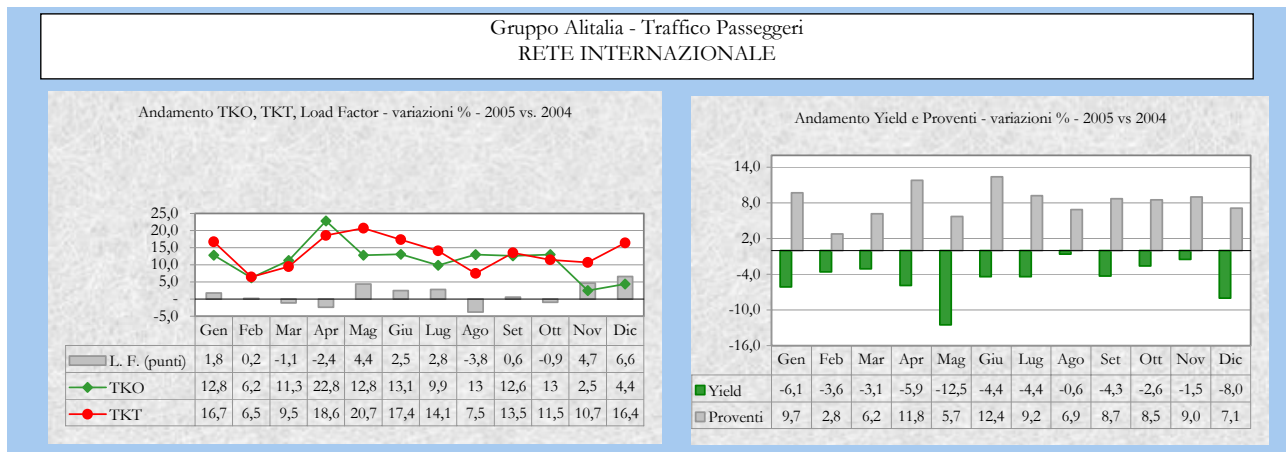 Gruppo Alitalia - Traffico Passeggeri
RETE INTERNAZIONALE
Andamento TKO, TKT, Load Factor - variazioni % - 2005 vs. 2004
25,0
20,0
15,0
10,0
5,0
-
-5,0
Gen Feb Mar Apr Mag Giu Lug Ago Set Ott Nov Dic
L. F. (punti) 1,8 0,2 -1,1 -2,4 4,4 2,5 2,8 -3,8 0,6 -0,9 4,7 6,6
TKO 12,8 6,2 11,3 22,8 12,8 13,1 9,9 13 12,6 13 2,5 4,4
TKT 16,7 6,5 9,5 18,6 20,7 17,4 14,1 7,5 13,5 11,5 10,7 16,4
Andamento Yield e Proventi - variazioni % - 2005 vs 2004
14,0
8,0
2,0
-4,0
-10,0
-16,0
Gen Feb Mar Apr Mag Giu Lug Ago Set Ott Nov Dic
Yield -6,1 -3,6 -3,1 -5,9 -12,5 -4,4 -4,4 -0,6 -4,3 -2,6 -1,5 -8,0
Proventi 9,7 2,8 6,2 11,8 5,7 12,4 9,2 6,9 8,7 8,5 9,0 7,1